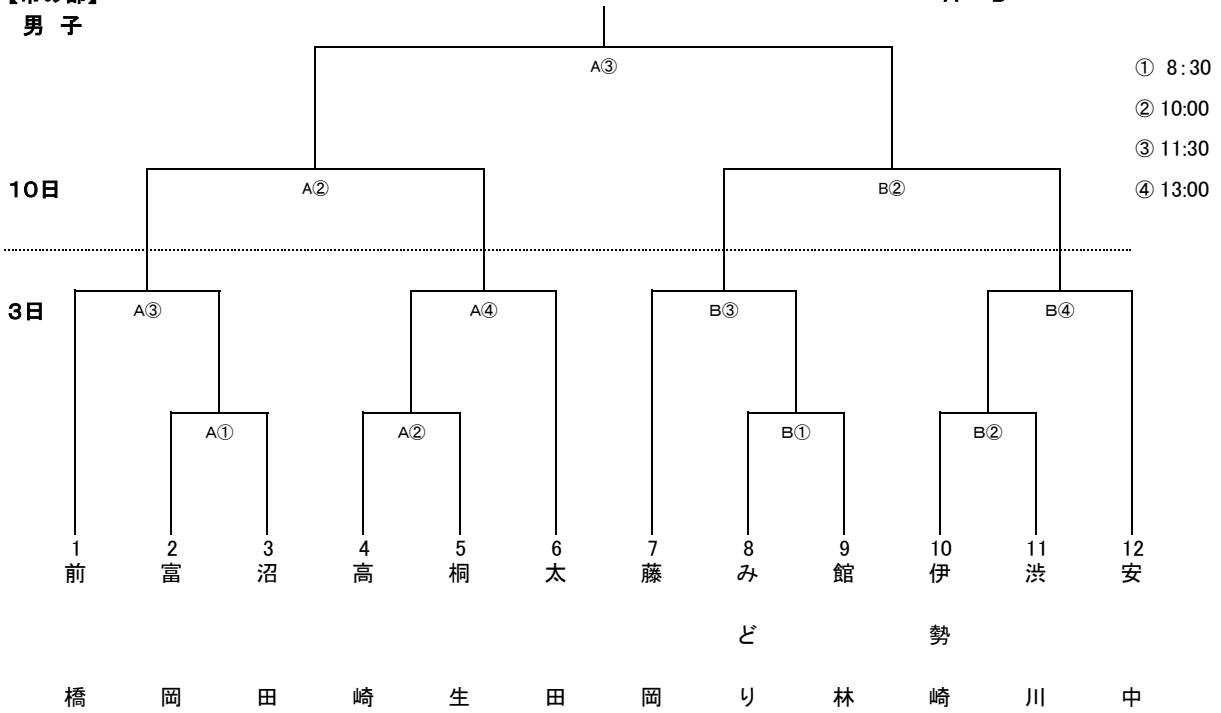 男 子
A③
① 8:30
② 10:00
③ 11:30
④ 13:00
10日
A②
B②
3日
A③
A④
B③
B④
A①
A②
B①
B②
1 2 3 4 5 6 7 8 9 10 11 12
前橋
富岡
沼田
高崎
桐生
太田
藤岡
みどり
館林
伊勢崎
渋川
安中